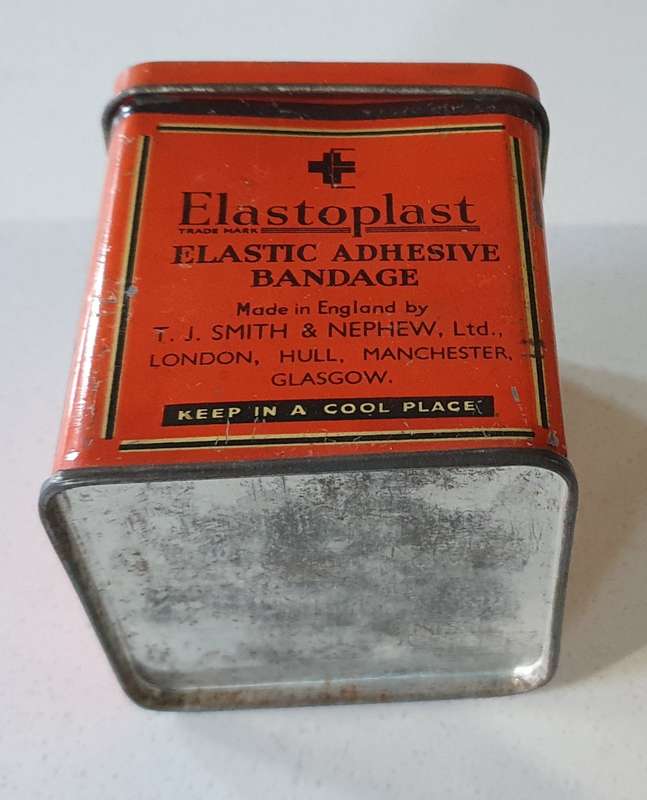 E
Elastoplast
TRADE MARK
ELASTIC ADHESIVE
BANDAGE
Made in England by
T. J. SMITH & NEPHEW, Ltd.,
LONDON, HULL, MANCHESTER,
GLASGOW.
KEEP IN A COOL PLACE